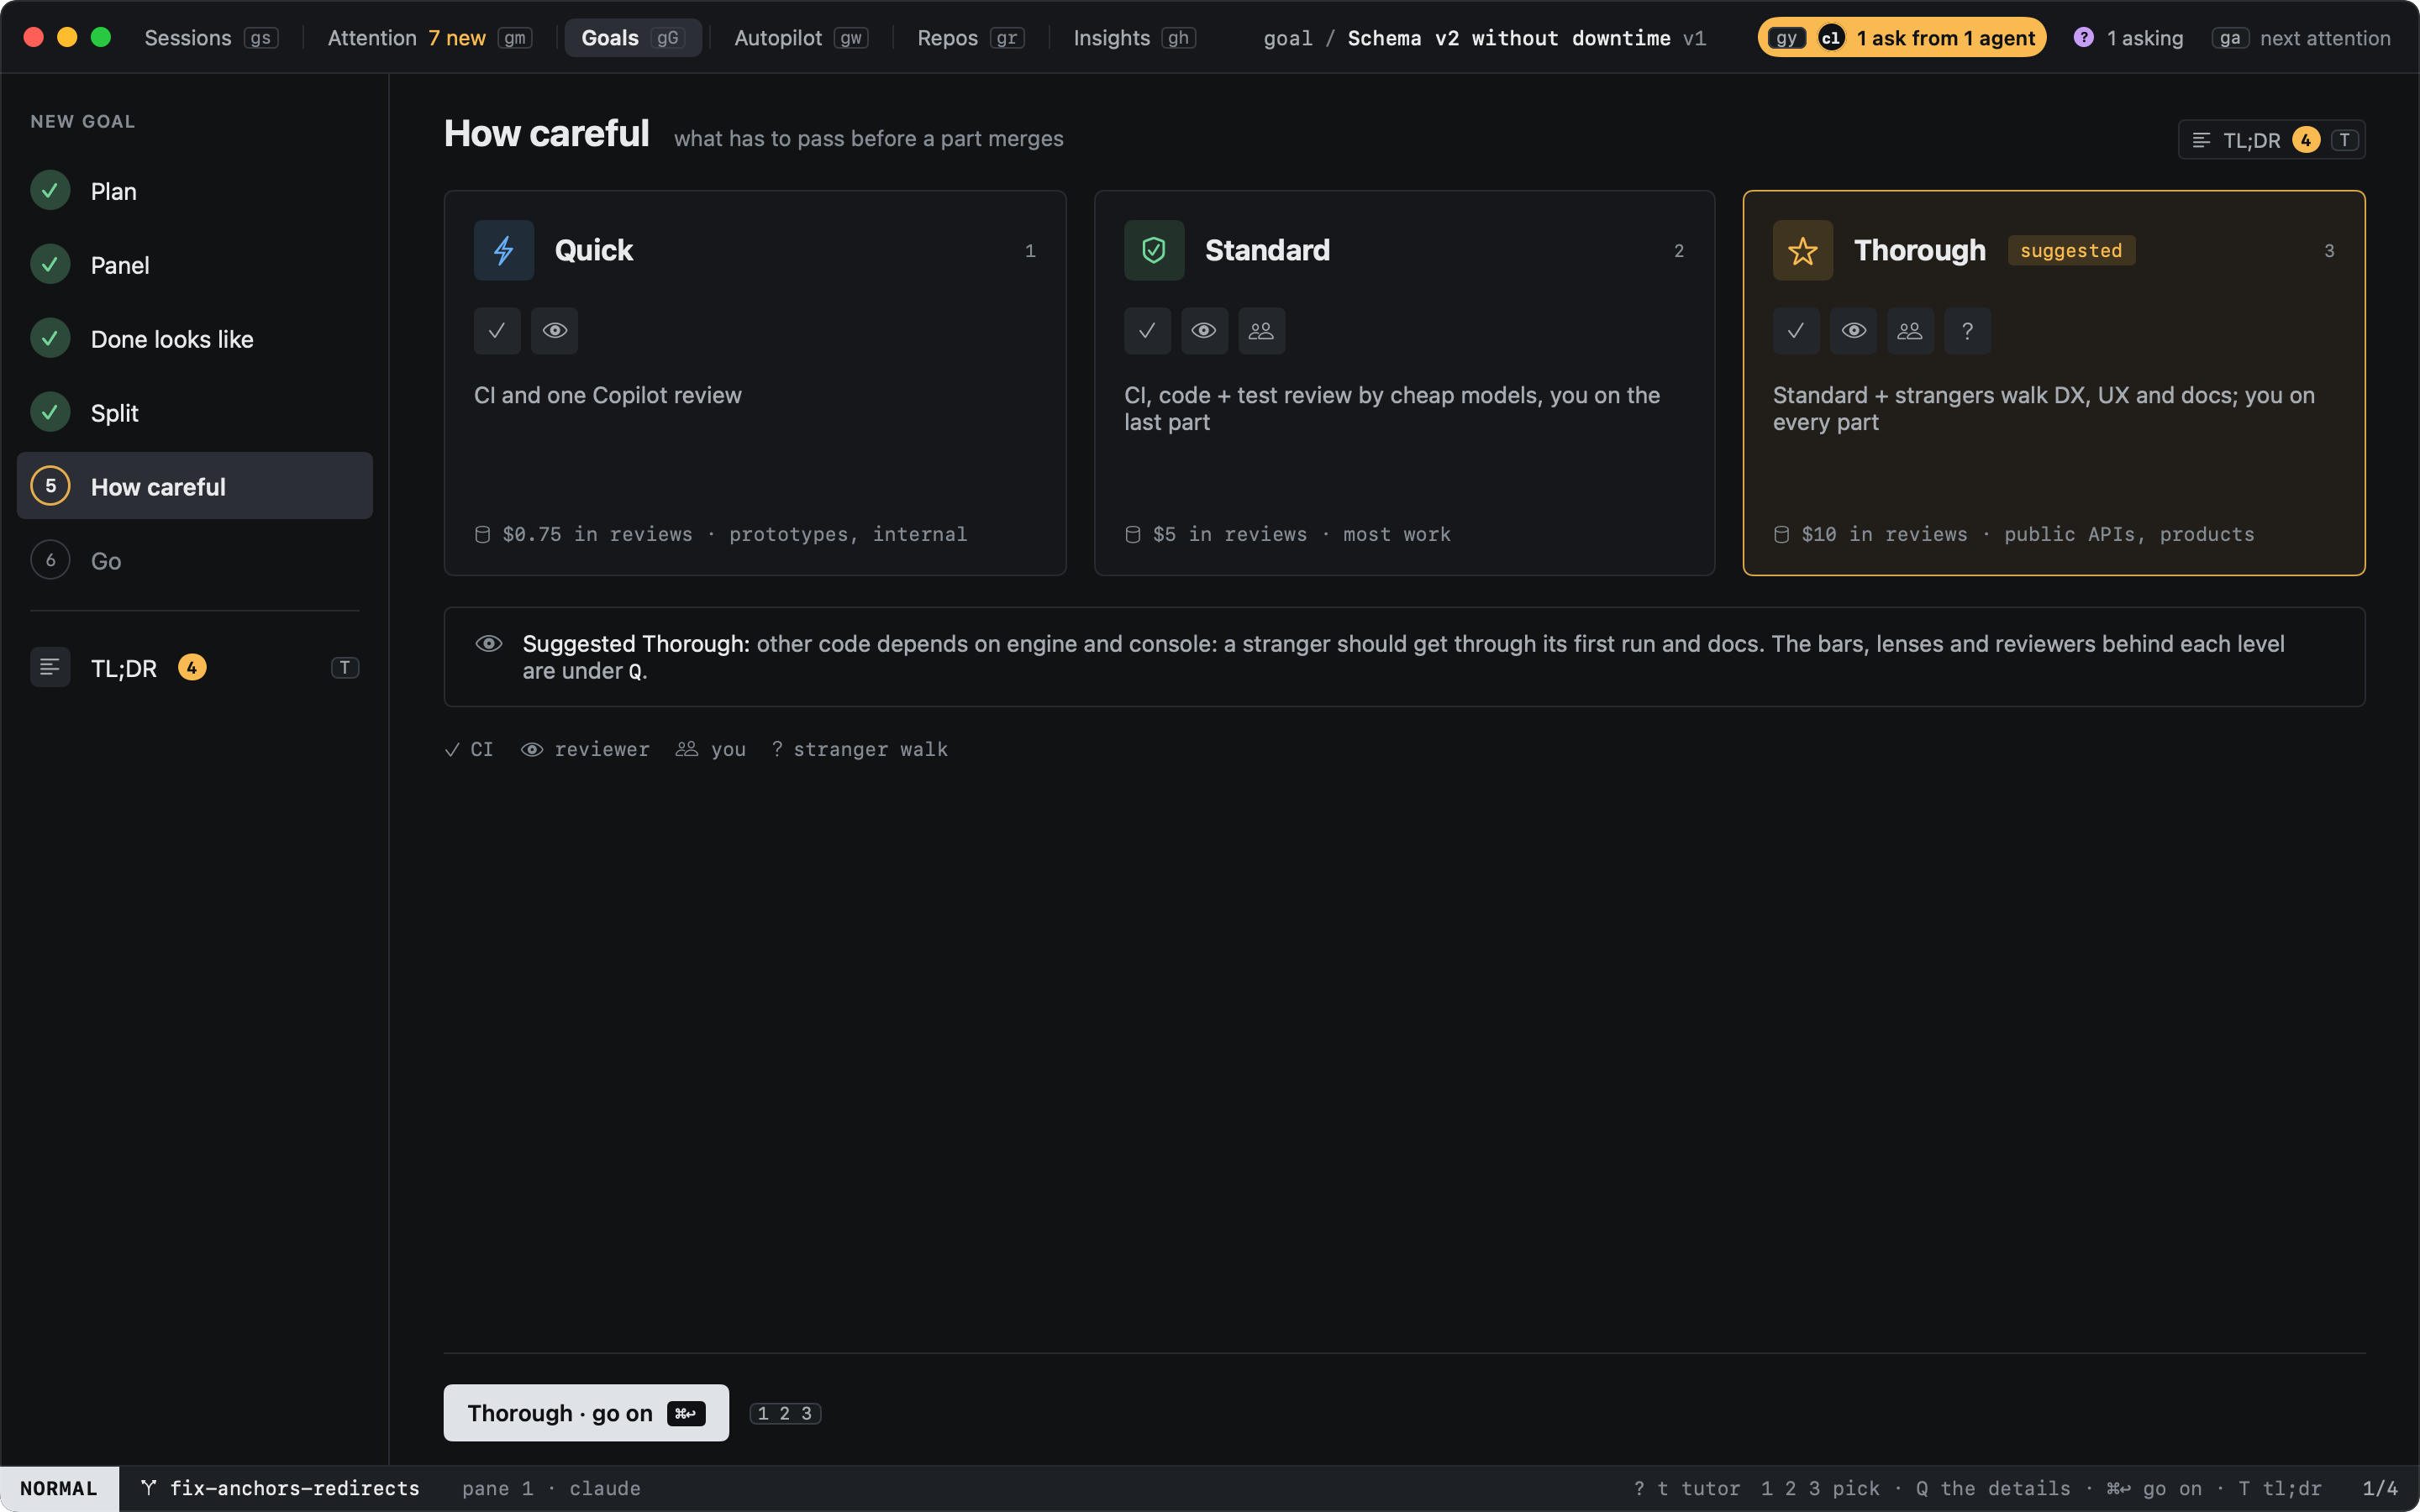 Sessions gs Attention 7 new gm Goals gG Autopilot gw Repos gr Insights gh goal / Schema v2 without downtime v1 gy cl 1 ask from 1 agent ? 1 asking ga next attention
NEW GOAL
Plan
Panel
Done looks like
Split
5 How careful
6 Go
TL;DR 4 T
How careful what has to pass before a part merges
TL;DR 4 T
Quick 1
CI and one Copilot review
$0.75 in reviews · prototypes, internal
Standard 2
CI, code + test review by cheap models, you on the
last part
$5 in reviews · most work
Thorough suggested 3
?
Standard + strangers walk DX, UX and docs; you on
every part
$10 in reviews · public APIs, products
Suggested Thorough: other code depends on engine and console: a stranger should get through its first run and docs. The bars, lenses and reviewers behind each level
are under Q.
✓ CI reviewer you ? stranger walk
Thorough · go on ⌘↩ 1 2 3
NORMAL fix-anchors-redirects pane 1 · claude ? t tutor 1 2 3 pick · Q the details · ⌘↩ go on · T tl;dr 1/4